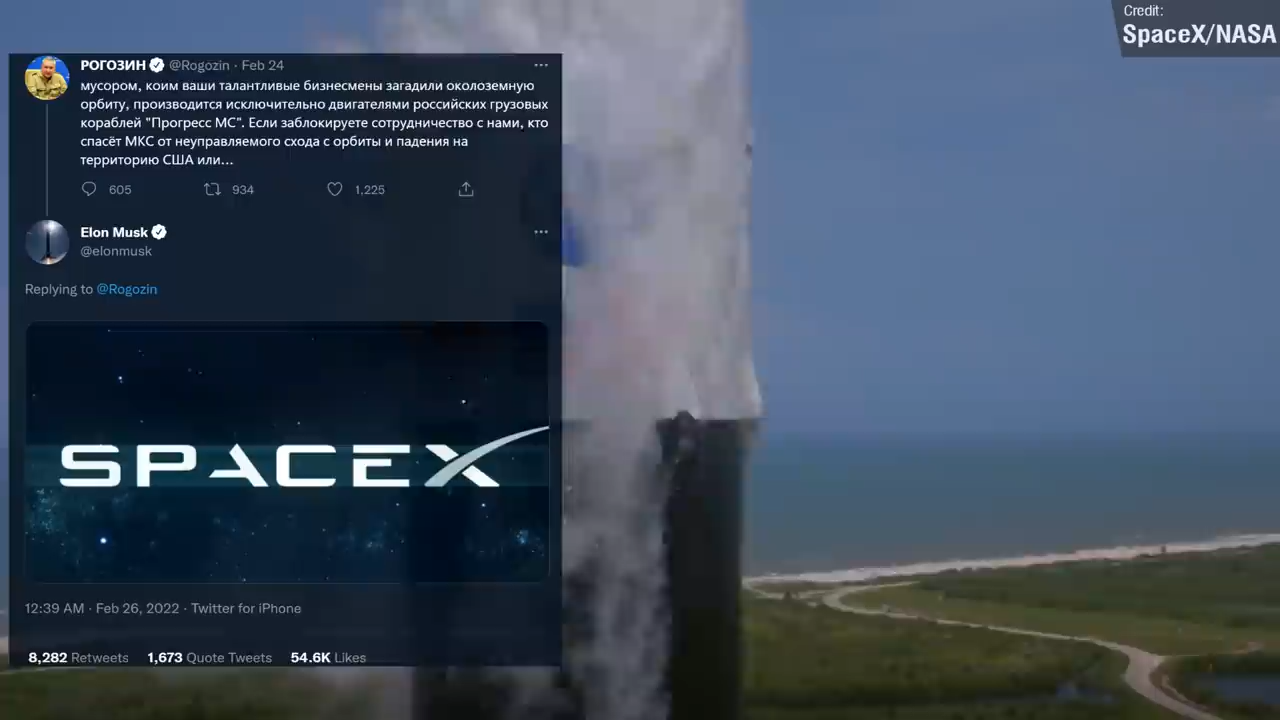 Credit:
SpaceX/NASA
РОГОЗИН @Rogozin · Feb 24
мусором, коим ваши талантливые бизнесмены загадили околоземную
орбиту, производится исключительно двигателями российских грузовых
кораблей "Прогресс МС". Если заблокируете сотрудничество с нами, кто
спасёт МКС от неуправляемого схода с орбиты и падения на
территорию США или...
605 934 1,225
Elon Musk
@elonmusk
Replying to @Rogozin
SPACEX
12:39 AM · Feb 26, 2022 · Twitter for iPhone
8,282 Retweets 1,673 Quote Tweets 54.6K Likes